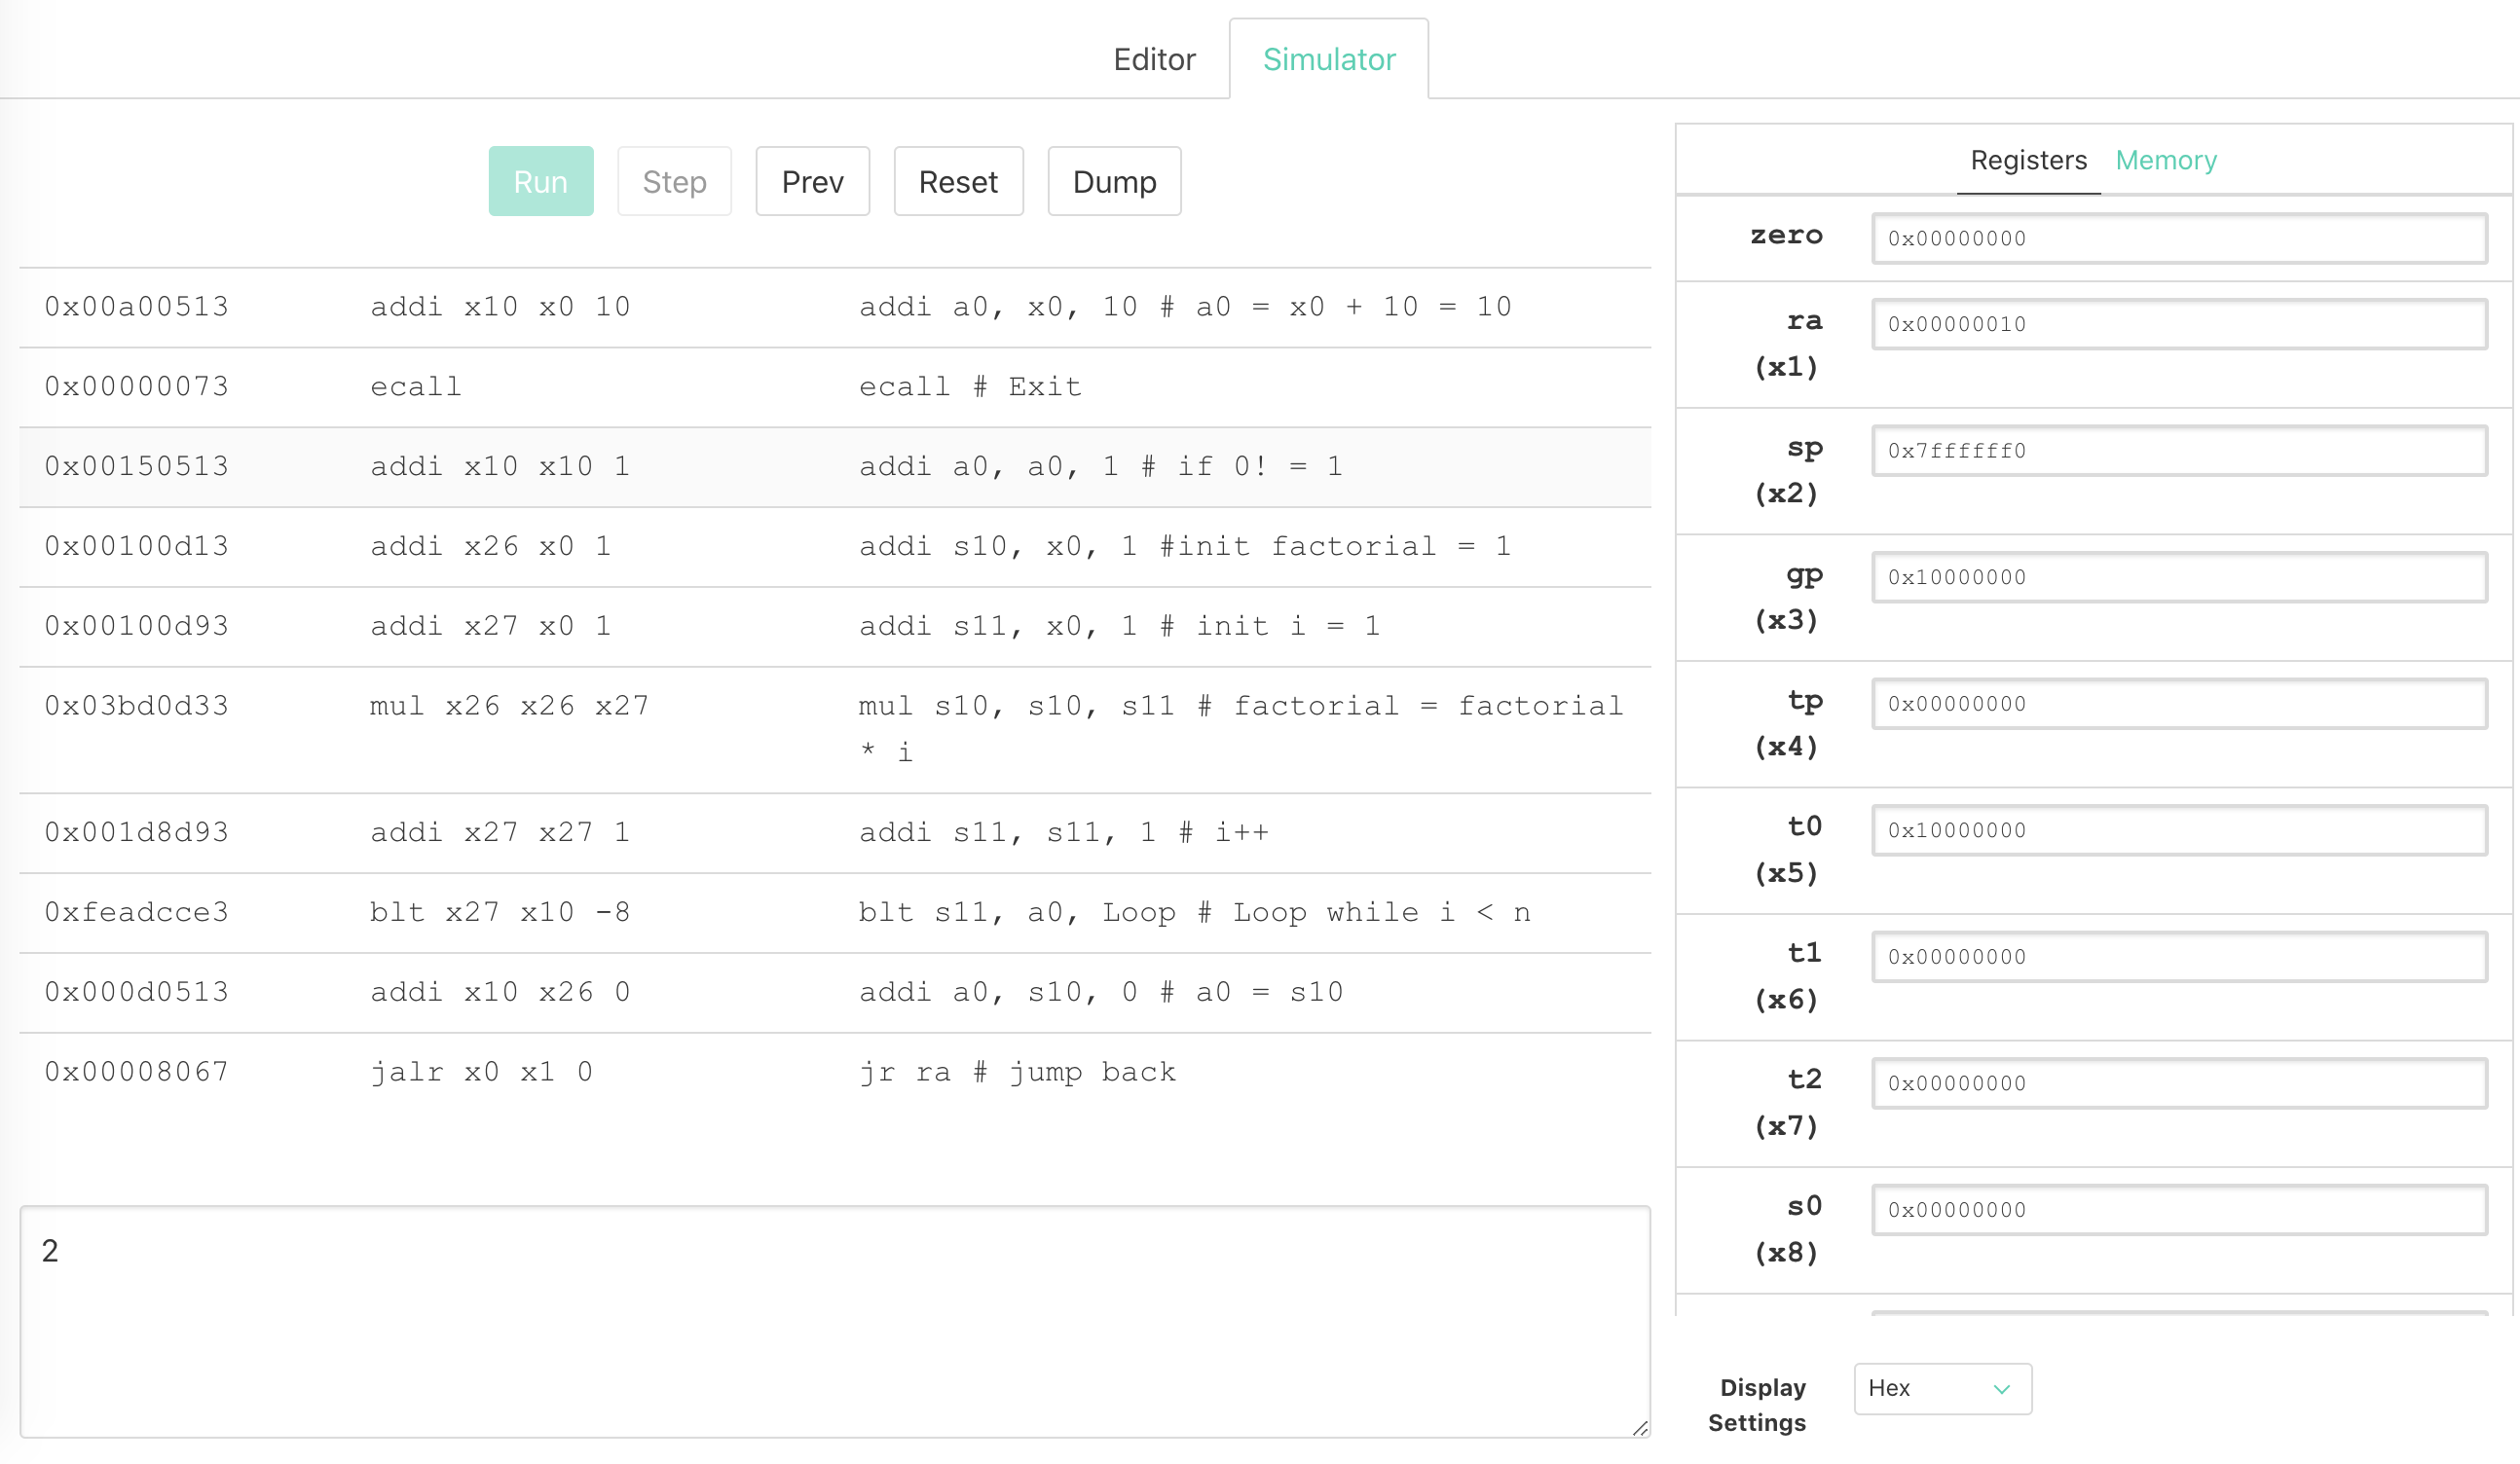 Editor Simulator
Run Step Prev Reset Dump
0x00a00513 addi x10 x0 10 addi a0, x0, 10 # a0 = x0 + 10 = 10
0x00000073 ecall ecall # Exit
0x00150513 addi x10 x10 1 addi a0, a0, 1 # if 0! = 1
0x00100d13 addi x26 x0 1 addi s10, x0, 1 #init factorial = 1
0x00100d93 addi x27 x0 1 addi s11, x0, 1 # init i = 1
0x03bd0d33 mul x26 x26 x27 mul s10, s10, s11 # factorial = factorial
* i
0x001d8d93 addi x27 x27 1 addi s11, s11, 1 # i++
0xfeadcce3 blt x27 x10 -8 blt s11, a0, Loop # Loop while i < n
0x000d0513 addi x10 x26 0 addi a0, s10, 0 # a0 = s10
0x00008067 jalr x0 x1 0 jr ra # jump back
2
Registers Memory
zero 0x00000000
ra 0x00000010
(x1)
sp 0x7ffffff0
(x2)
gp 0x10000000
(x3)
tp 0x00000000
(x4)
t0 0x10000000
(x5)
t1 0x00000000
(x6)
t2 0x00000000
(x7)
s0 0x00000000
(x8)
Display Hex
Settings